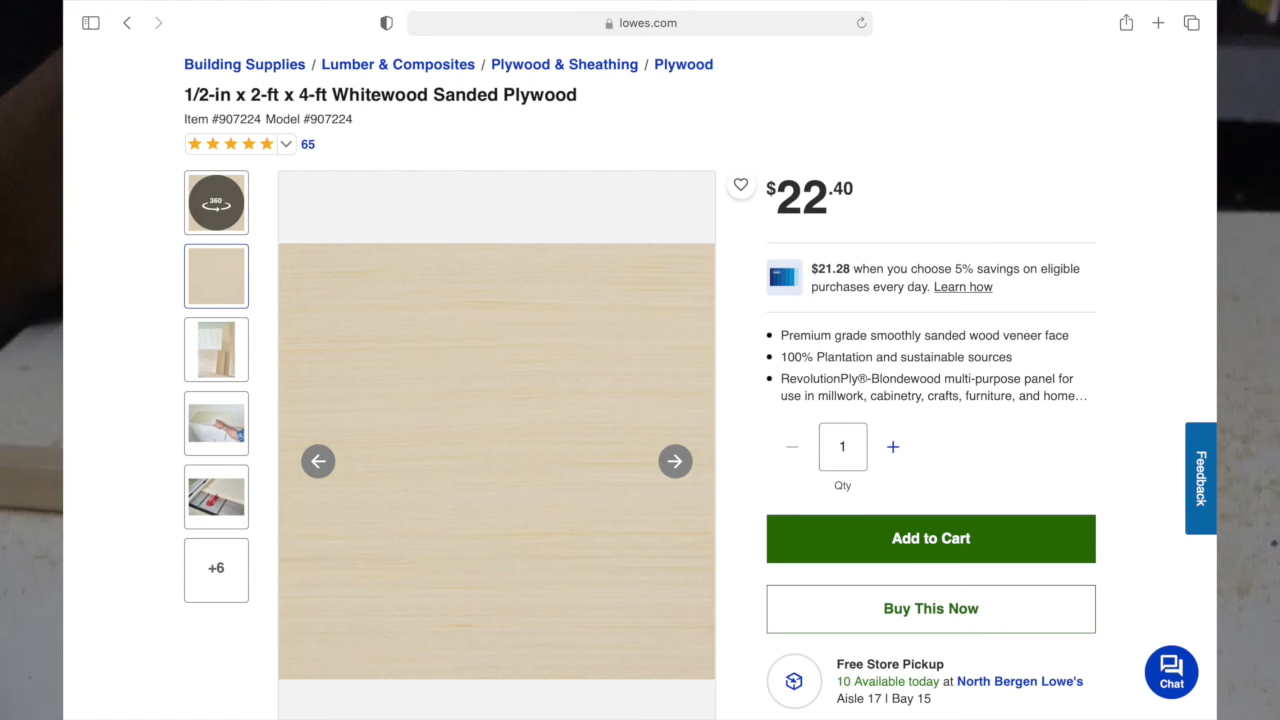 lowes.com
Building Supplies / Lumber & Composites / Plywood & Sheathing / Plywood
1/2-in x 2-ft x 4-ft Whitewood Sanded Plywood
Item #907224 Model #907224
65
360
+6
$22.40
$21.28 when you choose 5% savings on eligible
purchases every day. Learn how
Premium grade smoothly sanded wood veneer face
100% Plantation and sustainable sources
RevolutionPly®-Blondewood multi-purpose panel for
use in millwork, cabinetry, crafts, furniture, and home…
1
Qty
Add to Cart
Buy This Now
Free Store Pickup
10 Available today at North Bergen Lowe's
Aisle 17 | Bay 15
Feedback
Chat